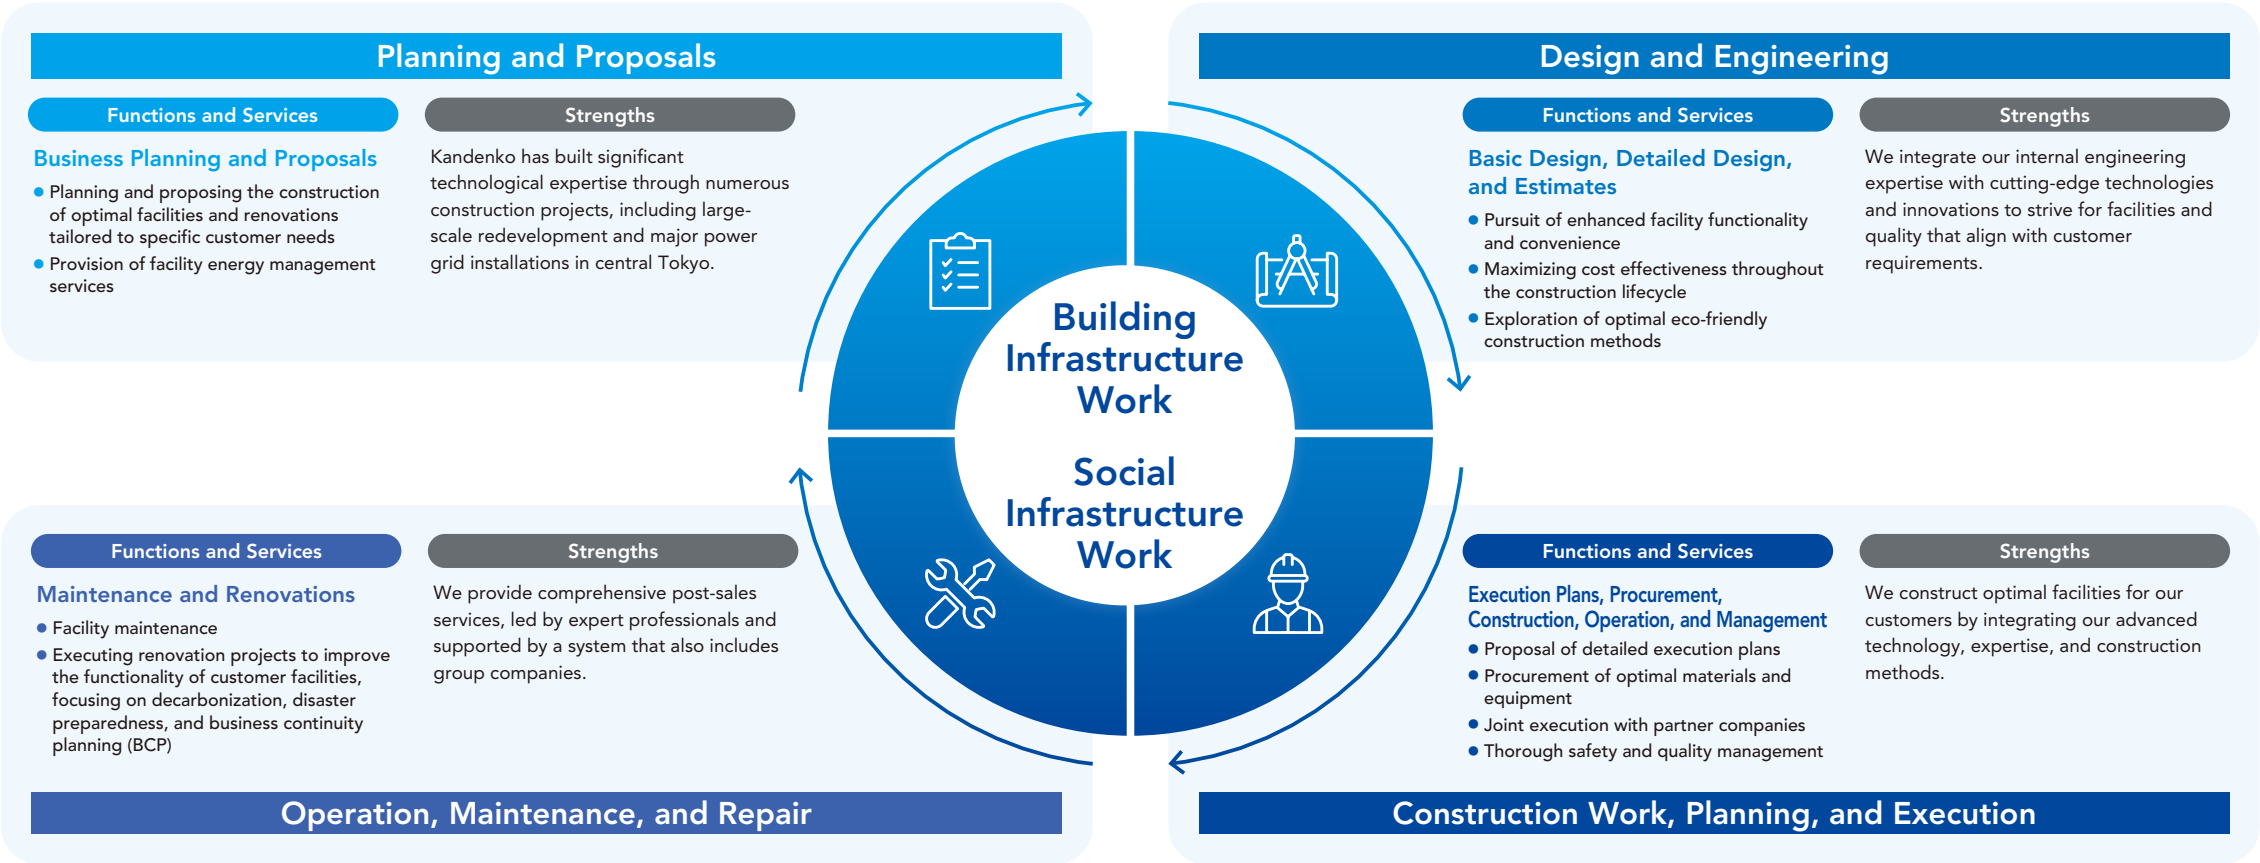 Planning and Proposals
Functions and Services
Business Planning and Proposals
● Planning and proposing the construction
of optimal facilities and renovations
tailored to specific customer needs
● Provision of facility energy management
services
Strengths
Kandenko has built significant
technological expertise through numerous
construction projects, including large-
scale redevelopment and major power
grid installations in central Tokyo.
Design and Engineering
Functions and Services
Basic Design, Detailed Design,
and Estimates
● Pursuit of enhanced facility functionality
and convenience
● Maximizing cost effectiveness throughout
the construction lifecycle
● Exploration of optimal eco-friendly
construction methods
Strengths
We integrate our internal engineering
expertise with cutting-edge technologies
and innovations to strive for facilities and
quality that align with customer
requirements.
Building
Infrastructure
Work
Social
Infrastructure
Work
Functions and Services
Maintenance and Renovations
● Facility maintenance
● Executing renovation projects to improve
the functionality of customer facilities,
focusing on decarbonization, disaster
preparedness, and business continuity
planning (BCP)
Strengths
We provide comprehensive post-sales
services, led by expert professionals and
supported by a system that also includes
group companies.
Operation, Maintenance, and Repair
Functions and Services
Execution Plans, Procurement,
Construction, Operation, and Management
● Proposal of detailed execution plans
● Procurement of optimal materials and
equipment
● Joint execution with partner companies
● Thorough safety and quality management
Strengths
We construct optimal facilities for our
customers by integrating our advanced
technology, expertise, and construction
methods.
Construction Work, Planning, and Execution